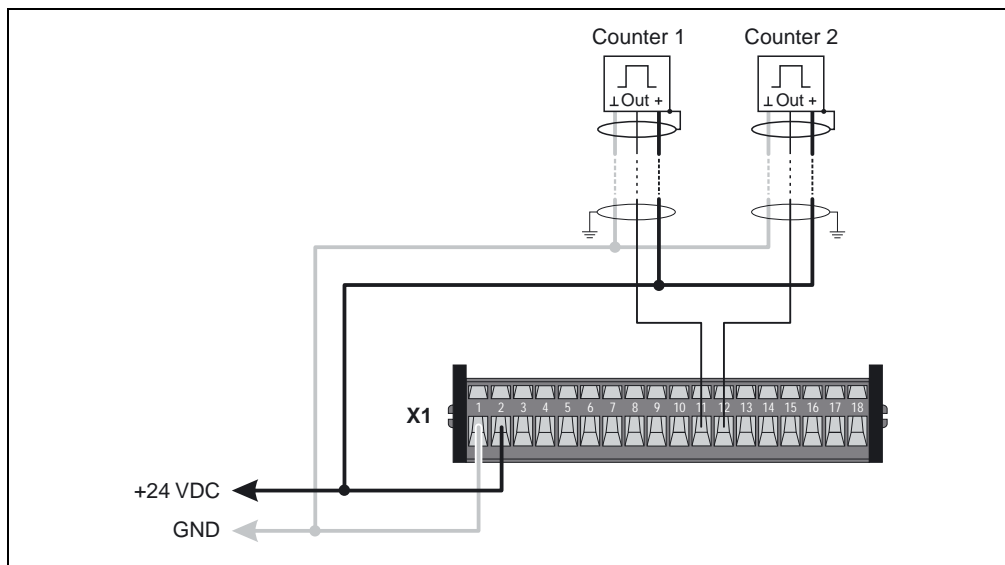 Counter 1
Counter 2
⊥ Out +
⊥ Out +
X1
1 2 3 4 5 6 7 8 9 10 11 12 13 14 15 16 17 18
+24 VDC
GND